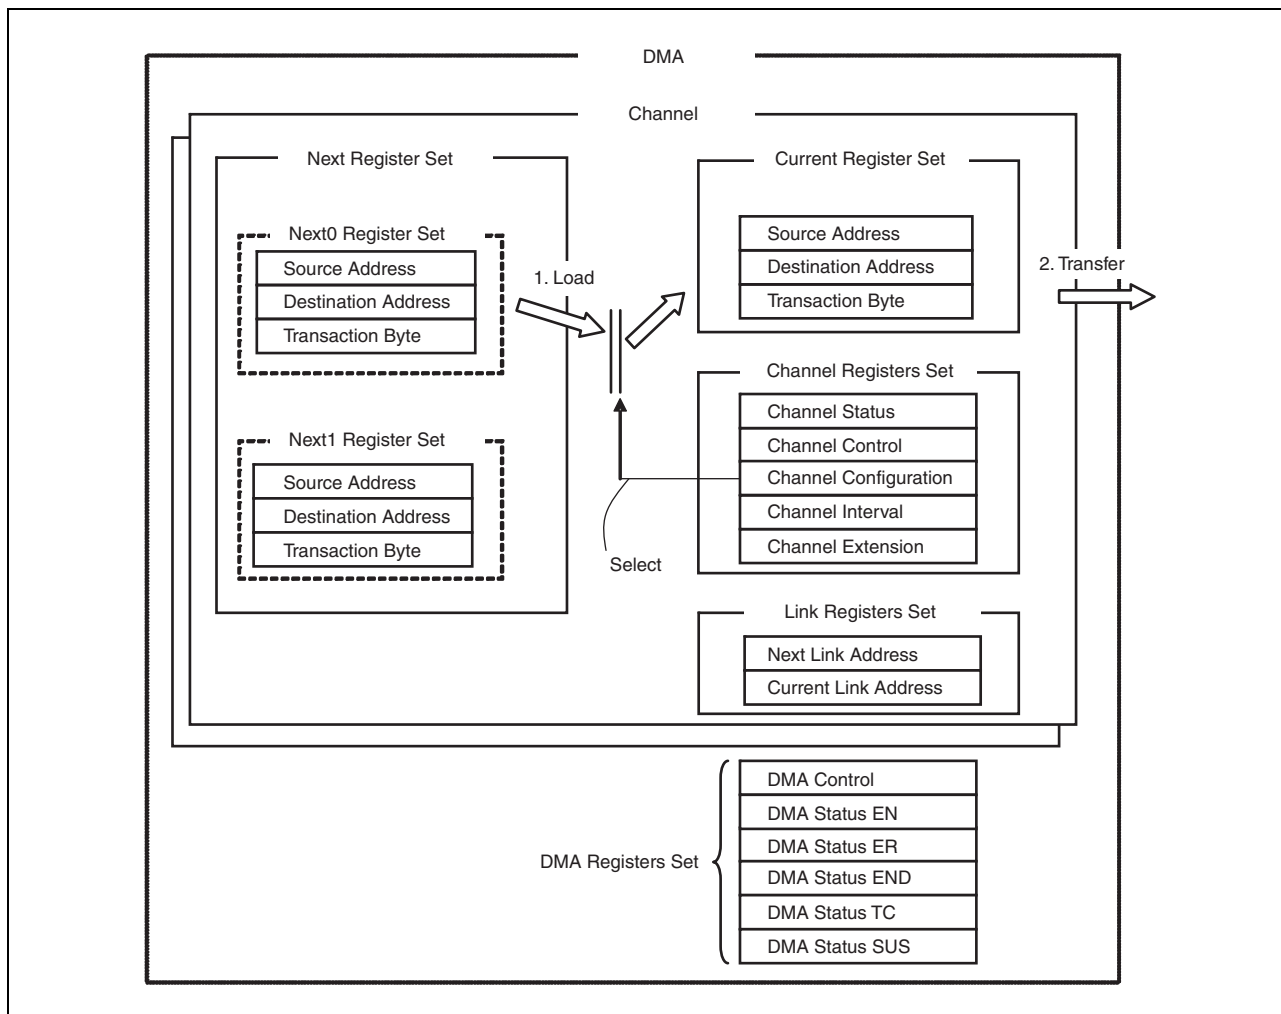 DMA
Channel
Next Register Set
Next0 Register Set
Source Address
Destination Address
Transaction Byte
Next1 Register Set
Source Address
Destination Address
Transaction Byte
1. Load
Select
Current Register Set
Source Address
Destination Address
Transaction Byte
2. Transfer
Channel Registers Set
Channel Status
Channel Control
Channel Configuration
Channel Interval
Channel Extension
Link Registers Set
Next Link Address
Current Link Address
DMA Registers Set
DMA Control
DMA Status EN
DMA Status ER
DMA Status END
DMA Status TC
DMA Status SUS